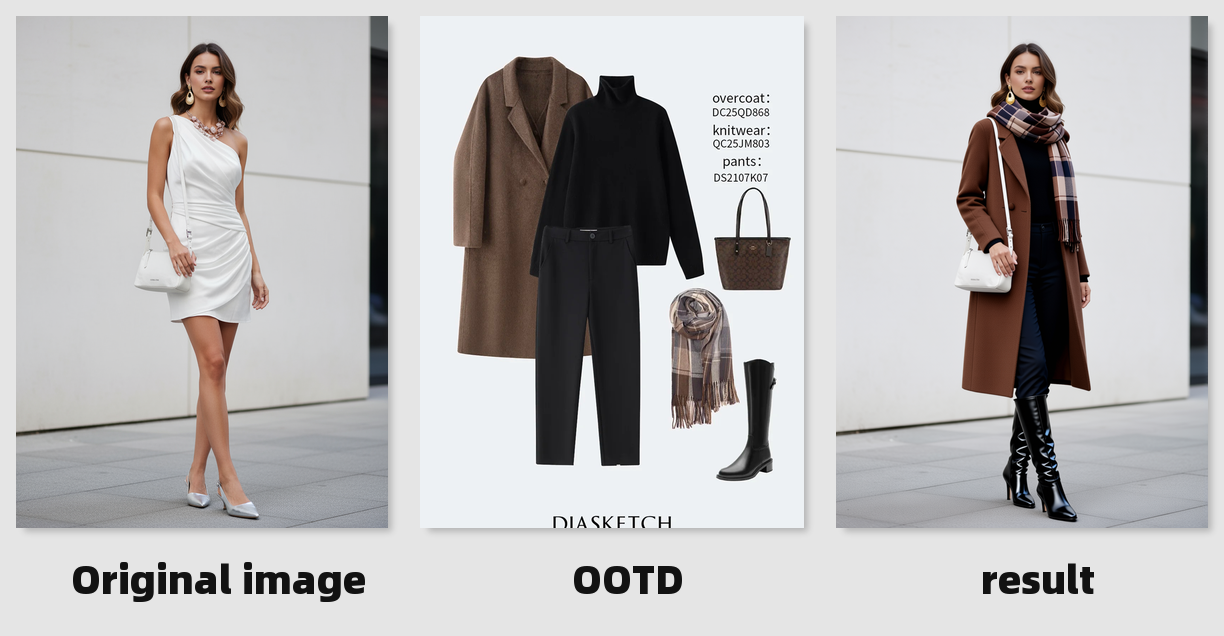 overcoat：
DC25QD868
knitwear：
QC25JM803
pants：
DS2107K07
DIASKETCH
Original image
OOTD
result